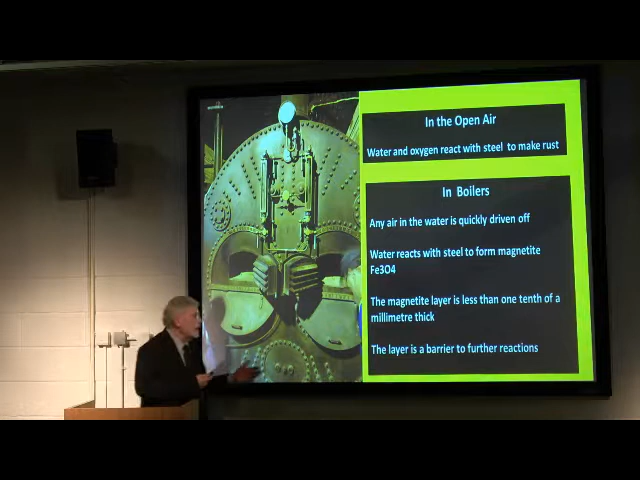 In the Open Air
Water and oxygen react with steel to make rust
In Boilers
Any air in the water is quickly driven off
Water reacts with steel to form magnetite
Fe3O4
The magnetite layer is less than one tenth of a
millimetre thick
The layer is a barrier to further reactions